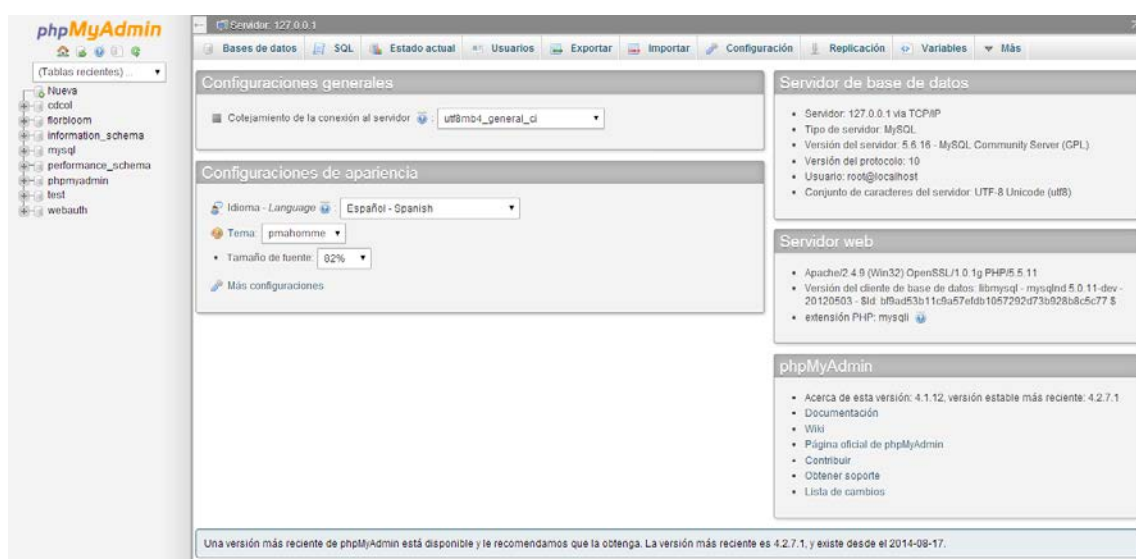 phpMyAdmin
(Tablas recientes) ...
Nueva
cdcol
florbloom
information_schema
mysql
performance_schema
phpmyadmin
test
webauth
Servidor: 127.0.0.1
Bases de datos SQL Estado actual Usuarios Exportar Importar Configuración Replicación Variables Más
Configuraciones generales
Cotejamiento de la conexión al servidor : utf8mb4_general_ci
Configuraciones de apariencia
Idioma - Language : Español - Spanish
Tema: pmahomme
Tamaño de fuente: 82%
Más configuraciones
Servidor de base de datos
Servidor: 127.0.0.1 via TCP/IP
Tipo de servidor: MySQL
Versión del servidor: 5.6.16 - MySQL Community Server (GPL)
Versión del protocolo: 10
Usuario: root@localhost
Conjunto de caracteres del servidor: UTF-8 Unicode (utf8)
Servidor web
Apache/2.4.9 (Win32) OpenSSL/1.0.1g PHP/5.5.11
Versión del cliente de base de datos: libmysql - mysqlnd 5.0.11-dev -
20120503 - $Id: bf9ad53b11c9a57efdb1057292d73b928b8c5c77 $
extensión PHP: mysqli
phpMyAdmin
Acerca de esta versión: 4.1.12, versión estable más reciente: 4.2.7.1
Documentación
Wiki
Página oficial de phpMyAdmin
Contribuir
Obtener soporte
Lista de cambios
Una versión más reciente de phpMyAdmin está disponible y le recomendamos que la obtenga. La versión más reciente es 4.2.7.1, y existe desde el 2014-08-17.